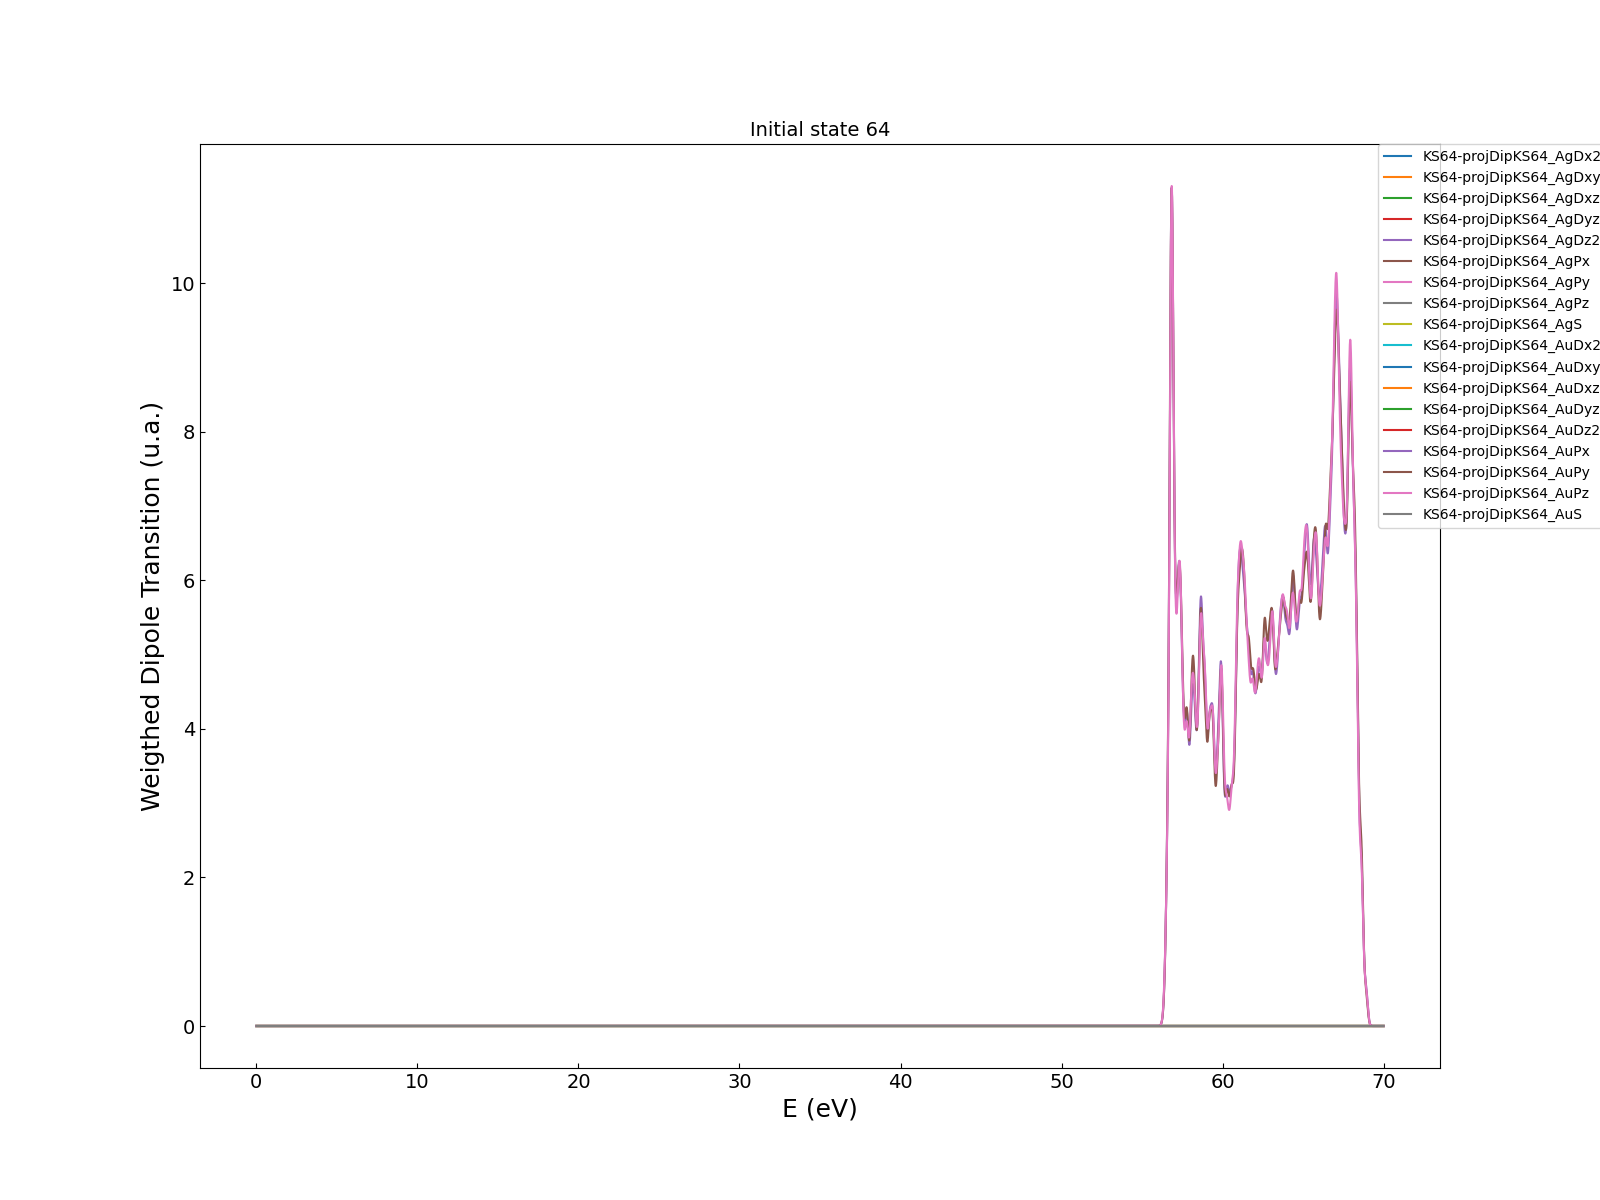 Initial state 64
KS64-projDipKS64_AgDx2
KS64-projDipKS64_AgDxy
KS64-projDipKS64_AgDxz
KS64-projDipKS64_AgDyz
KS64-projDipKS64_AgDz2
KS64-projDipKS64_AgPx
KS64-projDipKS64_AgPy
KS64-projDipKS64_AgPz
KS64-projDipKS64_AgS
KS64-projDipKS64_AuDx2
KS64-projDipKS64_AuDxy
KS64-projDipKS64_AuDxz
KS64-projDipKS64_AuDyz
KS64-projDipKS64_AuDz2
KS64-projDipKS64_AuPx
KS64-projDipKS64_AuPy
KS64-projDipKS64_AuPz
KS64-projDipKS64_AuS
Weigthed Dipole Transition (u.a.)
10
8
6
4
2
0
0 10 20 30 40 50 60 70
E (eV)